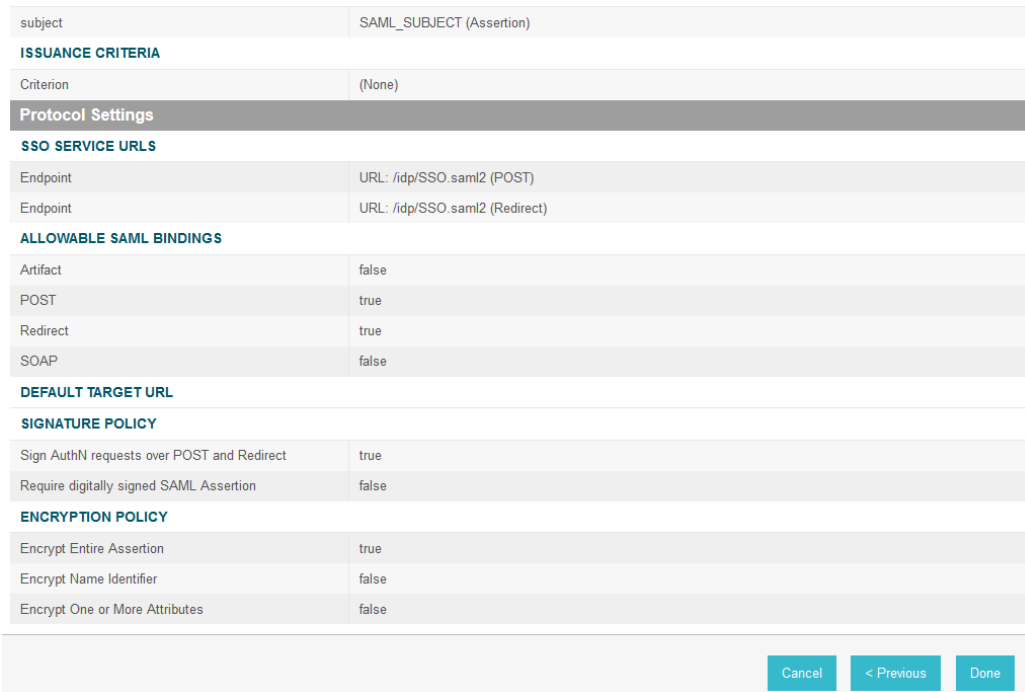 subject SAML_SUBJECT (Assertion)
ISSUANCE CRITERIA
Criterion (None)
Protocol Settings
SSO SERVICE URLS
Endpoint URL: /idp/SSO.saml2 (POST)
Endpoint URL: /idp/SSO.saml2 (Redirect)
ALLOWABLE SAML BINDINGS
Artifact false
POST true
Redirect true
SOAP false
DEFAULT TARGET URL
SIGNATURE POLICY
Sign AuthN requests over POST and Redirect true
Require digitally signed SAML Assertion false
ENCRYPTION POLICY
Encrypt Entire Assertion true
Encrypt Name Identifier false
Encrypt One or More Attributes false
Cancel < Previous Done